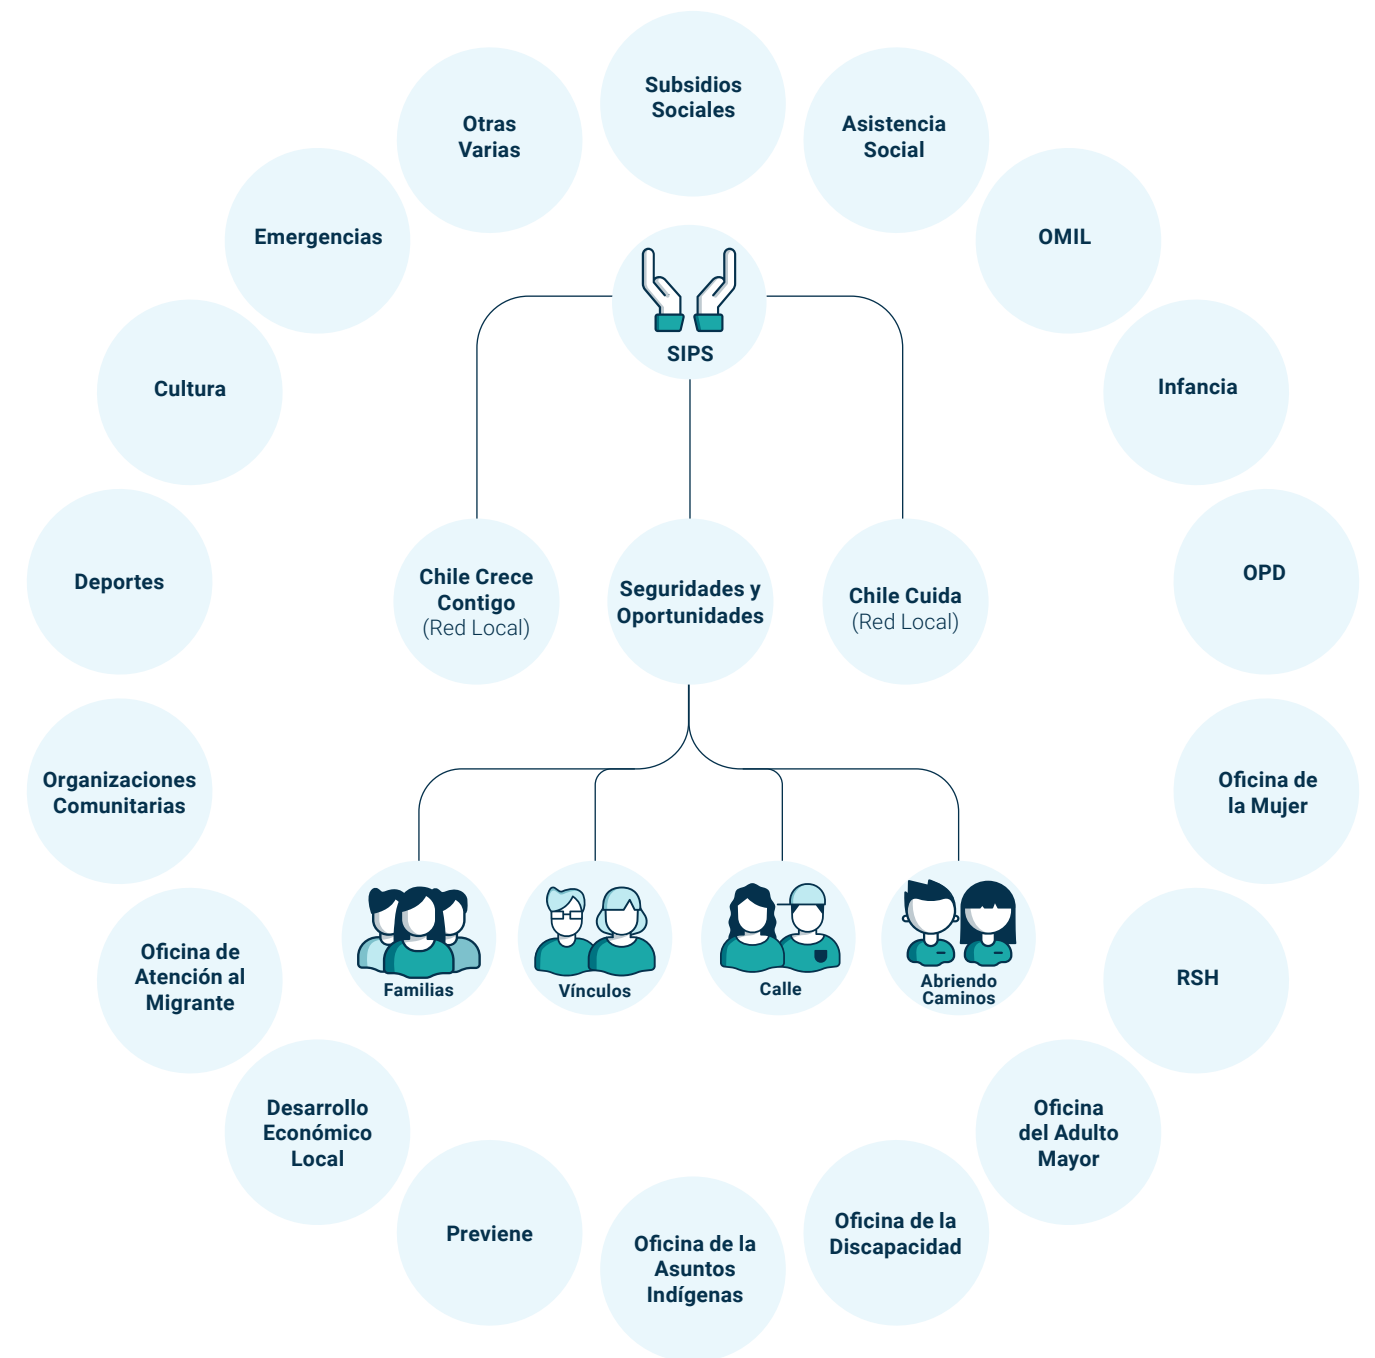 Subsidios
Sociales
Otras
Varias
Asistencia
Social
Emergencias
OMIL
SIPS
Cultura
Infancia
Deportes
Chile Crece
Contigo
(Red Local)
Seguridades y
Oportunidades
Chile Cuida
(Red Local)
OPD
Organizaciones
Comunitarias
Oficina de
la Mujer
Oficina de
Atención al
Migrante
Familias
Vínculos
Calle
Abriendo
Caminos
RSH
Desarrollo
Económico
Local
Oficina
del Adulto
Mayor
Previene
Oficina de la
Asuntos
Indígenas
Oficina de la
Discapacidad